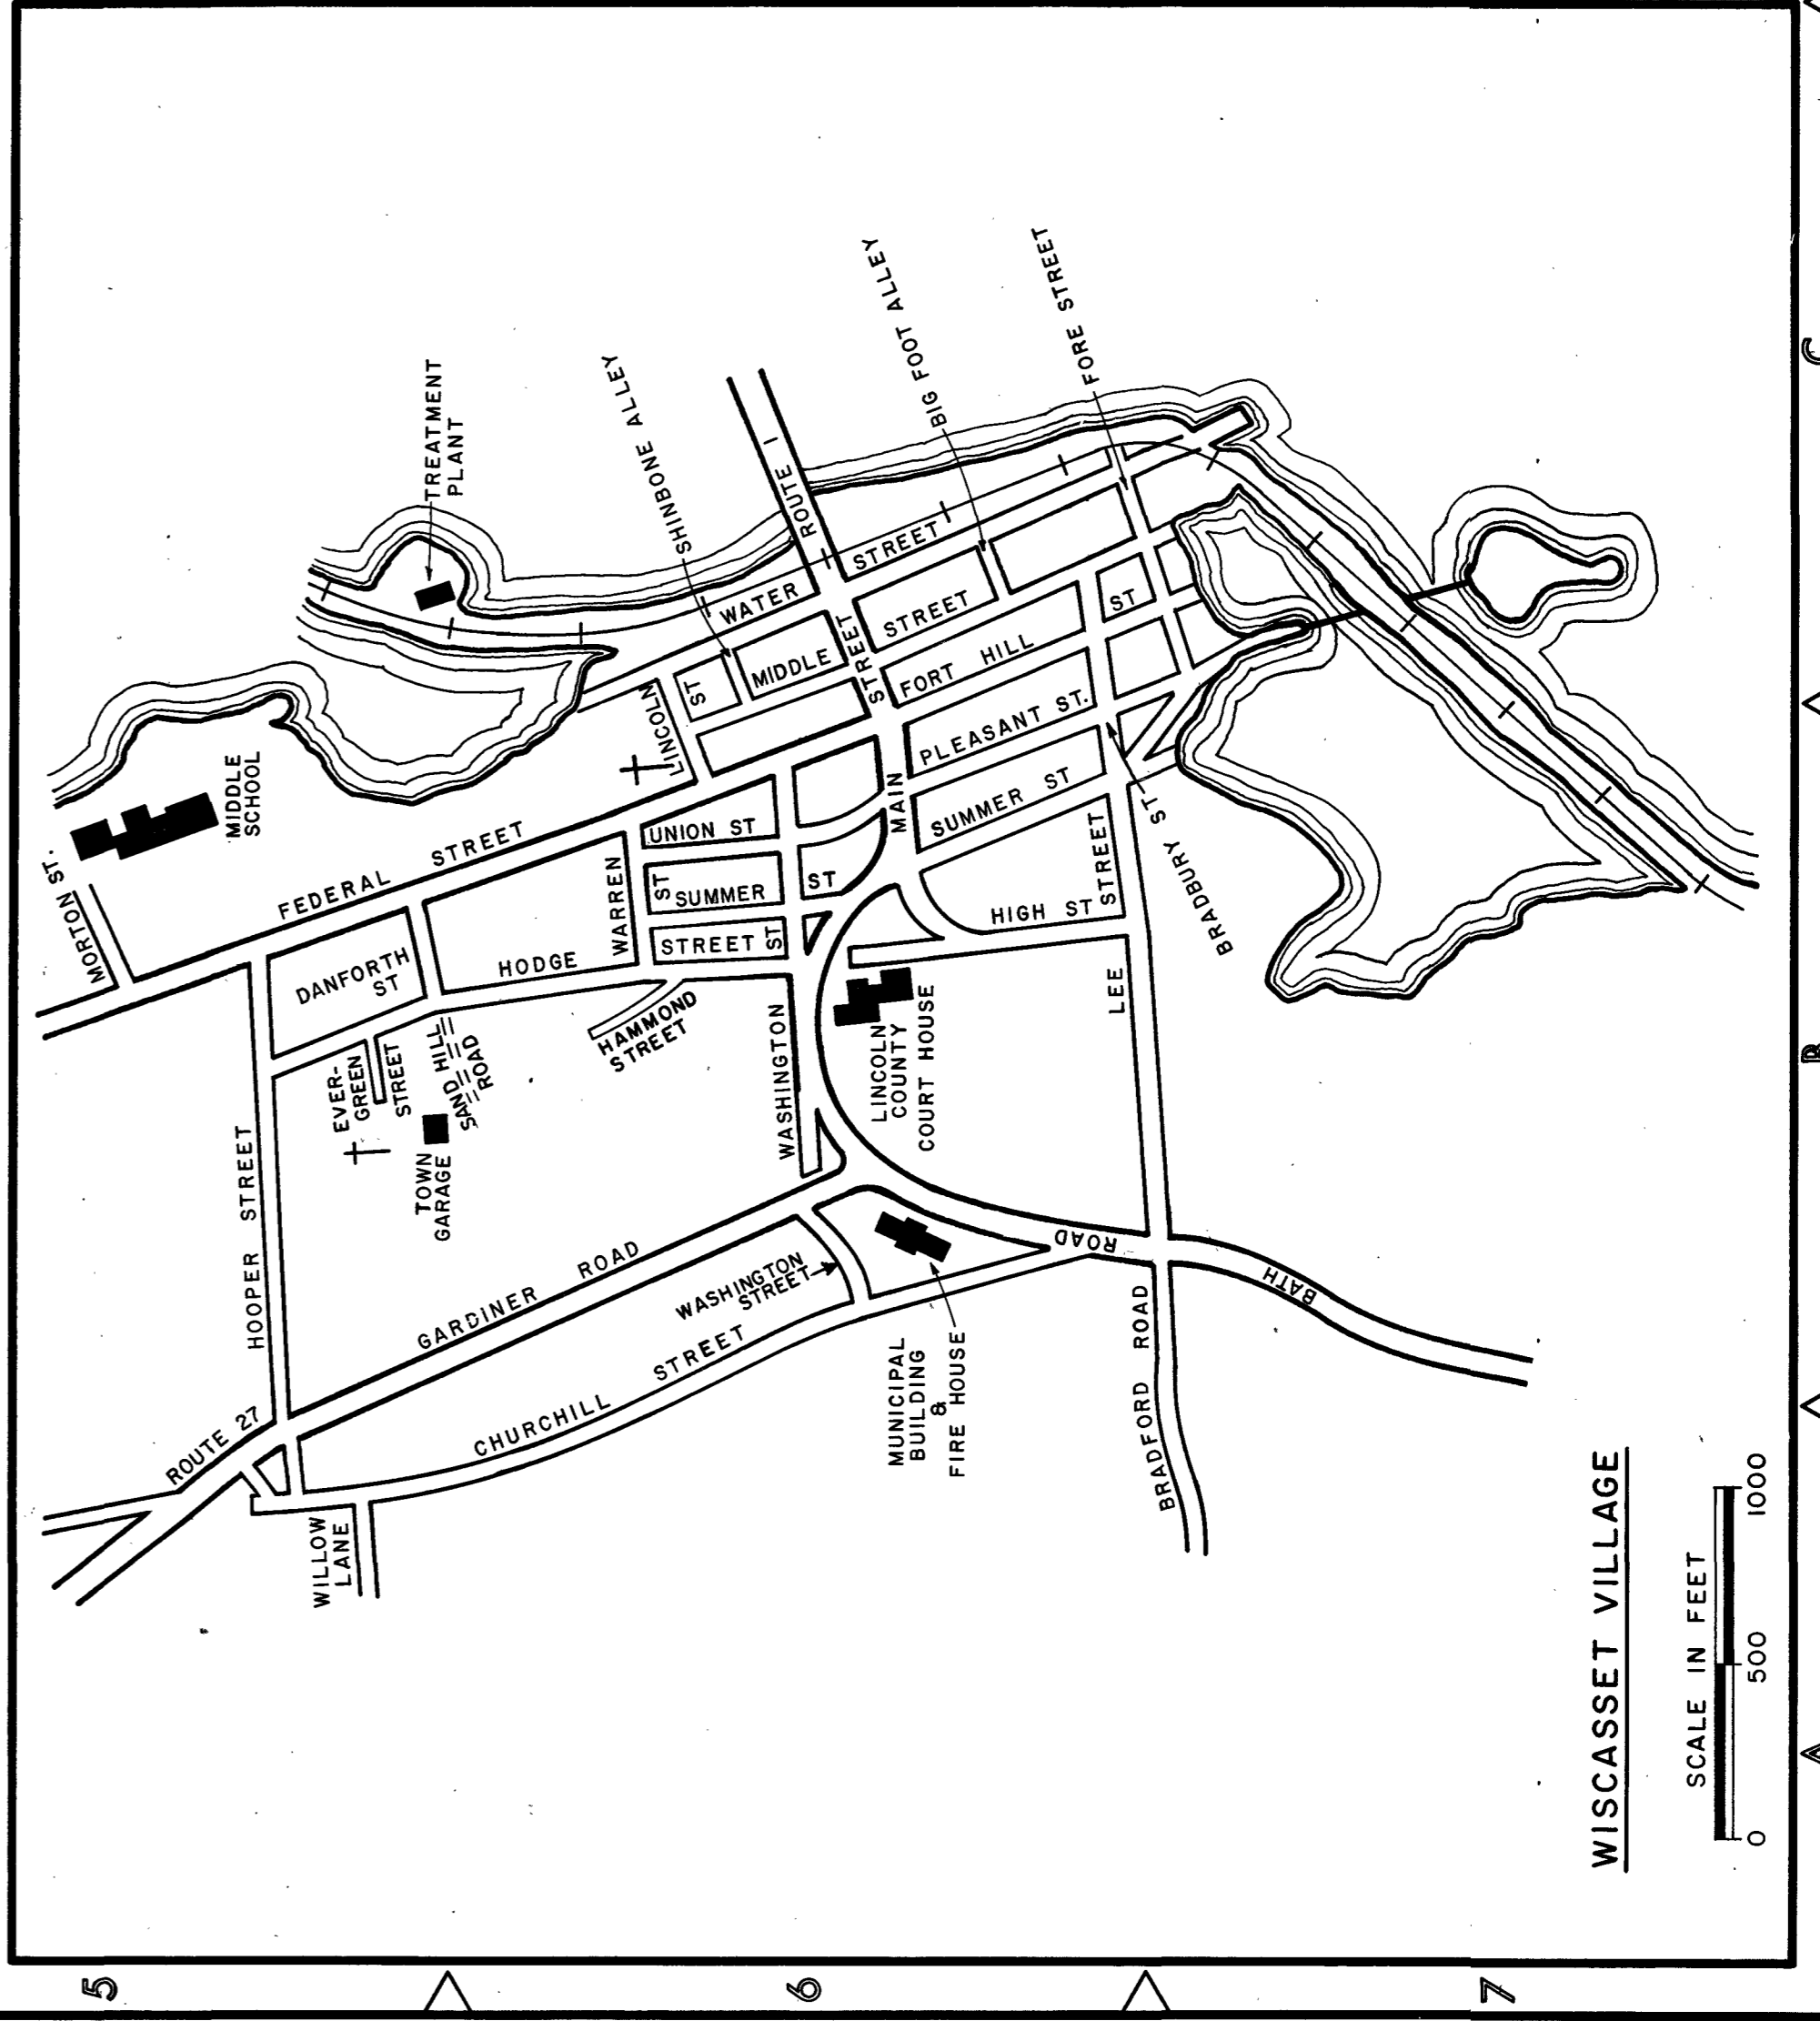 MORTON ST.
MIDDLE
SCHOOL
TREATMENT
PLANT
FEDERAL STREET
SHINBONE ALLEY
ROUTE 1
BIG FOOT ALLEY
FORE STREET
WATER STREET
LINCOLN
ST
MIDDLE STREET
MAIN STREET
FORT HILL
ST
PLEASANT ST.
SUMMER ST
BRADBURY ST
UNION ST
WARREN
ST
SUMMER
ST
STREET
ST
HIGH ST
LEE STREET
DANFORTH
ST
HODGE
HAMMOND
STREET
WASHINGTON
LINCOLN
COUNTY
COURT HOUSE
EVER-
GREEN
STREET
SAND HILL
ROAD
TOWN
GARAGE
HOOPER STREET
GARDINER ROAD
ROUTE 27
WASHINGTON
STREET
CHURCHILL STREET
WILLOW
LANE
MUNICIPAL
BUILDING
&
FIRE HOUSE
BATH ROAD
BRADFORD ROAD
WISCASSET VILLAGE
SCALE IN FEET
0 500 1000
5
6
7
B
C